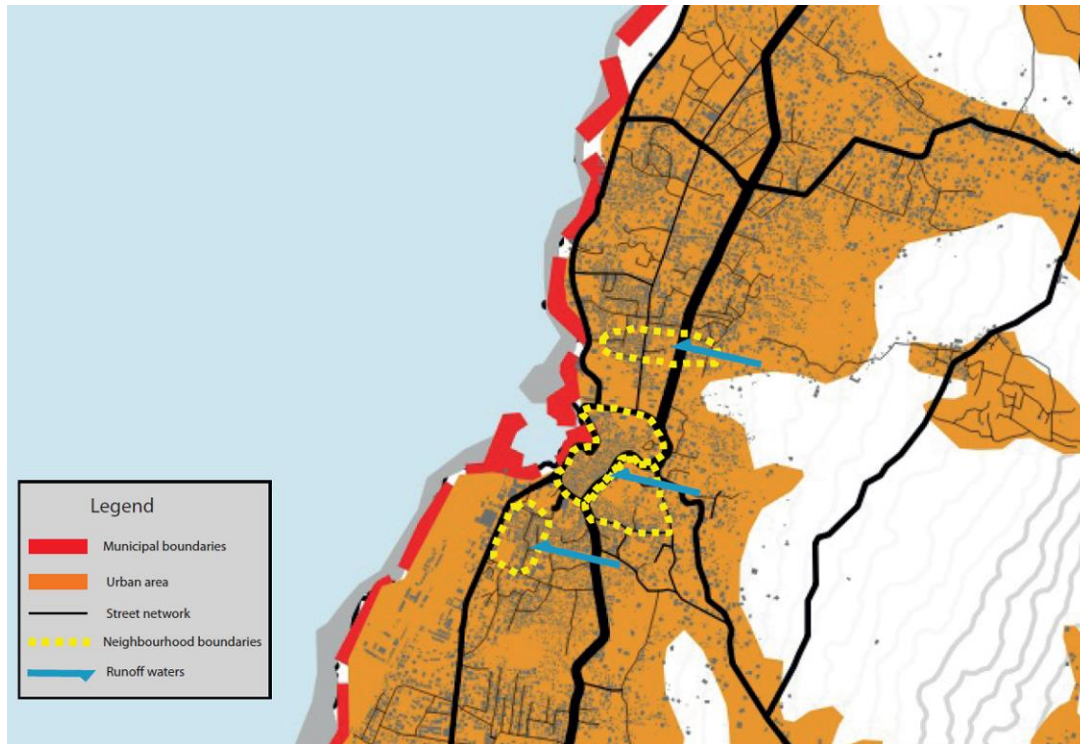 Legend
Municipal boundaries
Urban area
Street network
Neighbourhood boundaries
Runoff waters